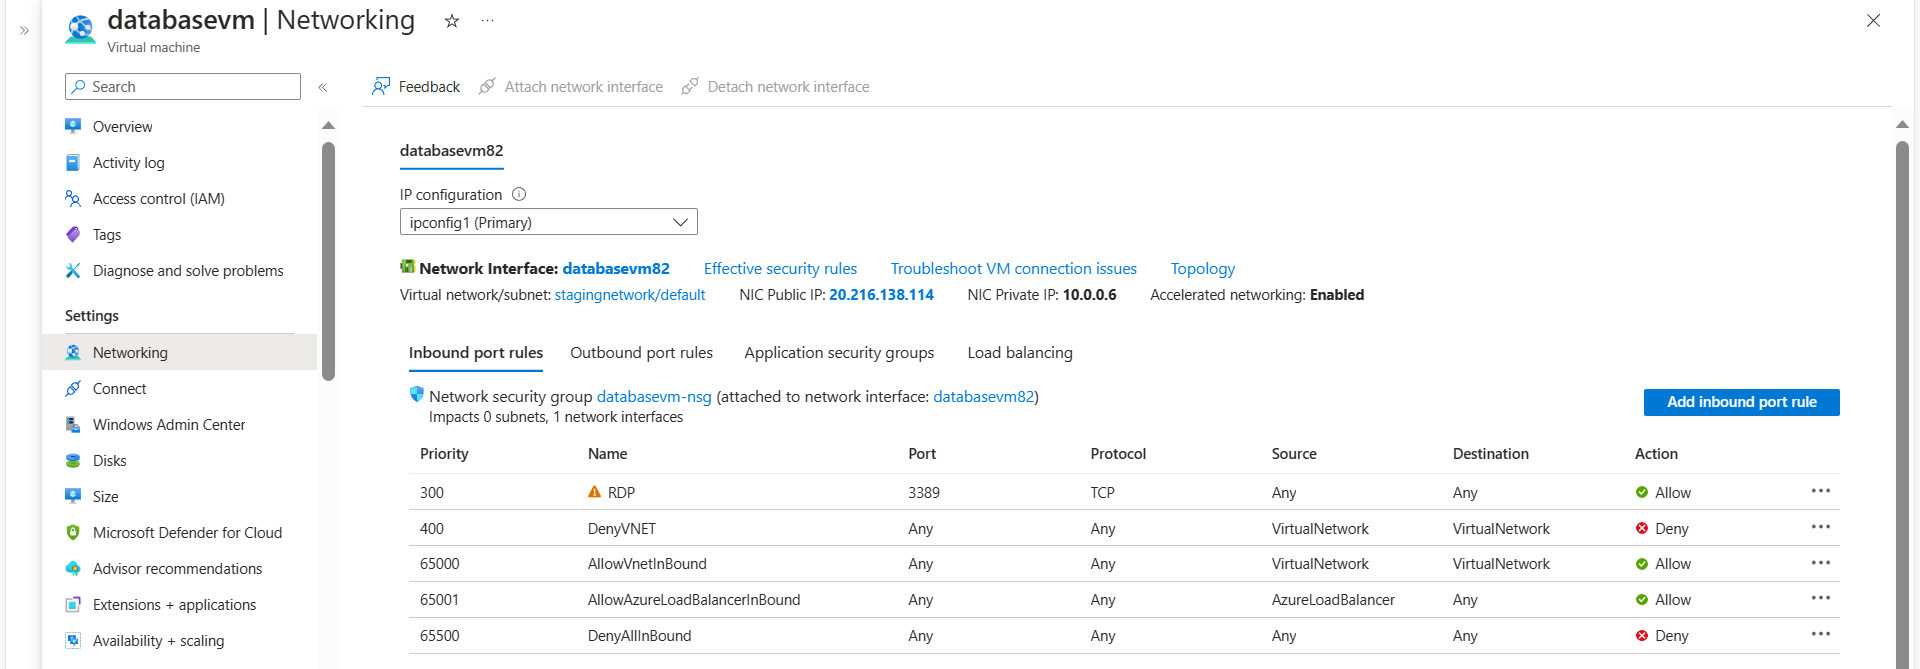 databasevm | Networking
Virtual machine
Search
Feedback
Attach network interface
Detach network interface
Overview
Activity log
Access control (IAM)
Tags
Diagnose and solve problems
Settings
Networking
Connect
Windows Admin Center
Disks
Size
Microsoft Defender for Cloud
Advisor recommendations
Extensions + applications
Availability + scaling
databasevm82
IP configuration
ipconfig1 (Primary)
Network Interface: databasevm82 Effective security rules Troubleshoot VM connection issues Topology
Virtual network/subnet: stagingnetwork/default NIC Public IP: 20.216.138.114 NIC Private IP: 10.0.0.6 Accelerated networking: Enabled
Inbound port rules Outbound port rules Application security groups Load balancing
Network security group databasevm-nsg (attached to network interface: databasevm82)
Impacts 0 subnets, 1 network interfaces
Add inbound port rule
Priority Name Port Protocol Source Destination Action
300 RDP 3389 TCP Any Any Allow
400 DenyVNET Any Any VirtualNetwork VirtualNetwork Deny
65000 AllowVnetInBound Any Any VirtualNetwork VirtualNetwork Allow
65001 AllowAzureLoadBalancerInBound Any Any AzureLoadBalancer Any Allow
65500 DenyAllInBound Any Any Any Any Deny